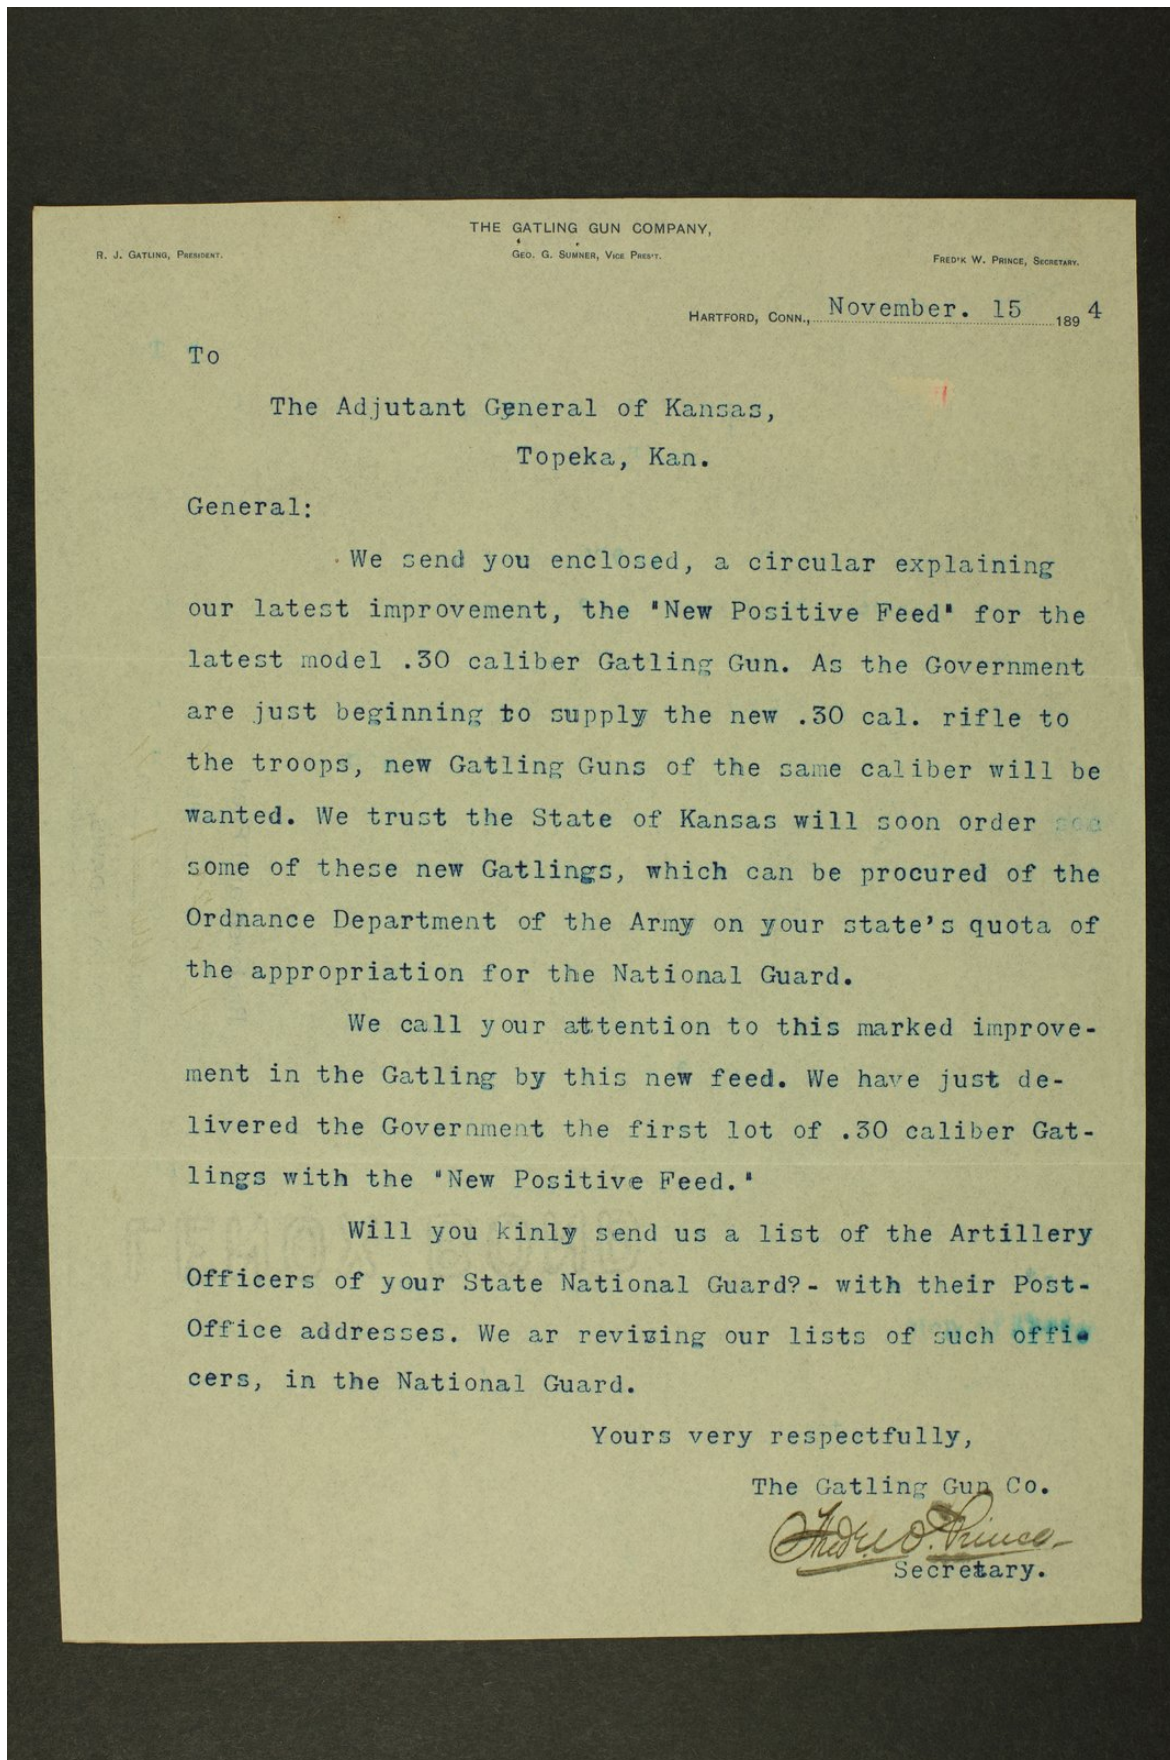 THE GATLING GUN COMPANY,
R. J. GATLING, PRESIDENT.
GEO. G. SUMNER, VICE PRES'T.
FRED'K W. PRINCE, SECRETARY.
HARTFORD, CONN., November. 15 1894
To
The Adjutant General of Kansas,
Topeka, Kan.
General:
We send you enclosed, a circular explaining
our latest improvement, the "New Positive Feed" for the
latest model .30 caliber Gatling Gun. As the Government
are just beginning to supply the new .30 cal. rifle to
the troops, new Gatling Guns of the same caliber will be
wanted. We trust the State of Kansas will soon order
some of these new Gatlings, which can be procured of the
Ordnance Department of the Army on your state's quota of
the appropriation for the National Guard.
We call your attention to this marked improve-
ment in the Gatling by this new feed. We have just de-
livered the Government the first lot of .30 caliber Gat-
lings with the "New Positive Feed."
Will you kinly send us a list of the Artillery
Officers of your State National Guard?- with their Post-
Office addresses. We ar revising our lists of such offi-
cers, in the National Guard.
Yours very respectfully,
The Gatling Gun Co.
Fred'k W. Prince
Secretary.